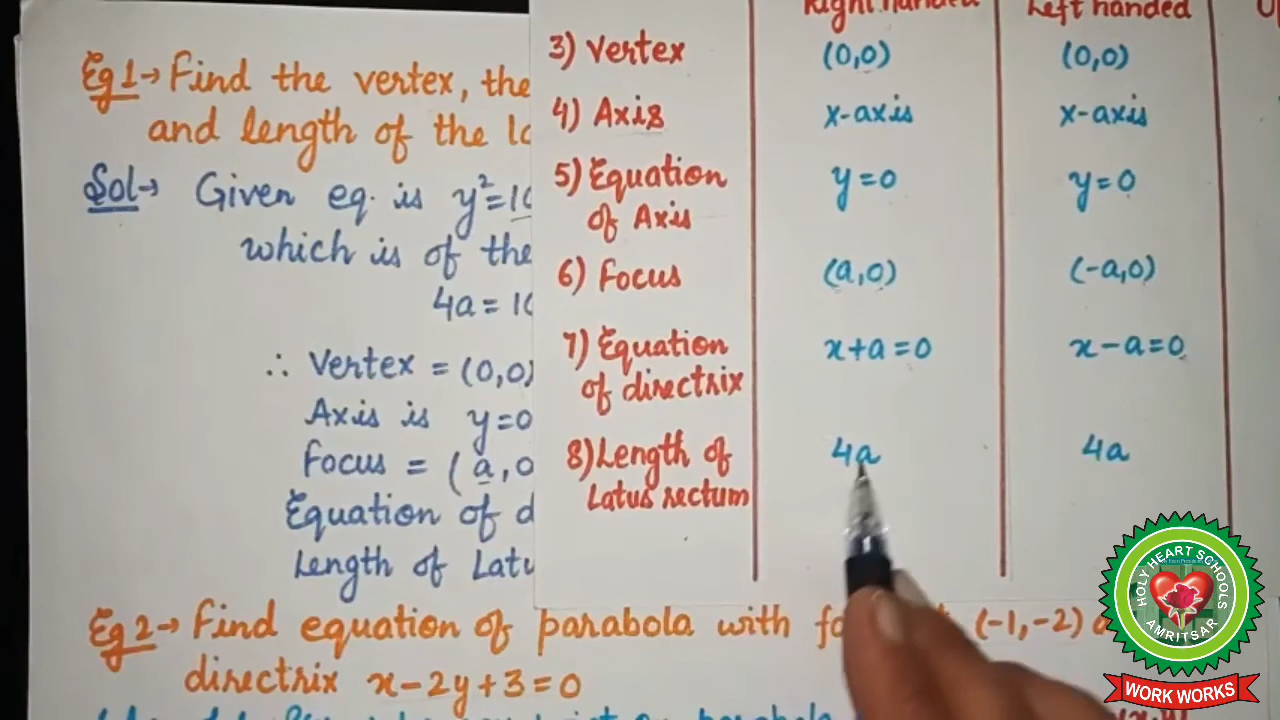 Eg1→ Find the vertex, the
and length of the
Sol→ Given eq. is y²=10
which is of the
4a = 10
∴ Vertex = (0,0)
Axis is y=0
Focus = (a,0
Equation of d
Length of Latu
Right handed Left handed
3) Vertex (0,0) (0,0)
4) Axis x-axis x-axis
5) Equation y=0 y=0
of Axis
6) Focus (a,0) (-a,0)
7) Equation x+a=0 x-a=0
of directrix
8) Length of 4a 4a
Latus rectum
Eg2→ Find equation of parabola with (-1,-2)
directrix x-2y+3=0
HOLY HEART SCHOOLS
AMRITSAR
WORK WORKS